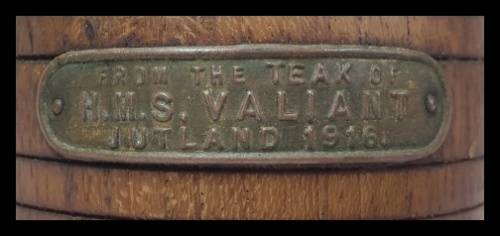 FROM THE TEAK OF
H.M.S. VALIANT
JUTLAND 1916.